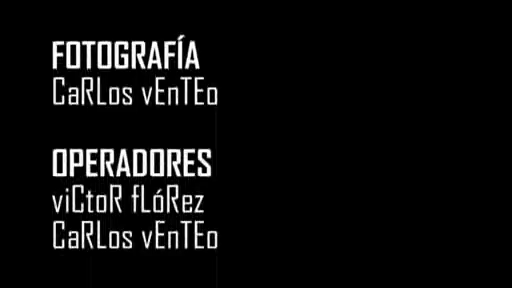 FOTOGRAFÍA
CaRLos vEnTEo
OPERADORES
viCtoR fLóRez
CaRLos vEnTEo